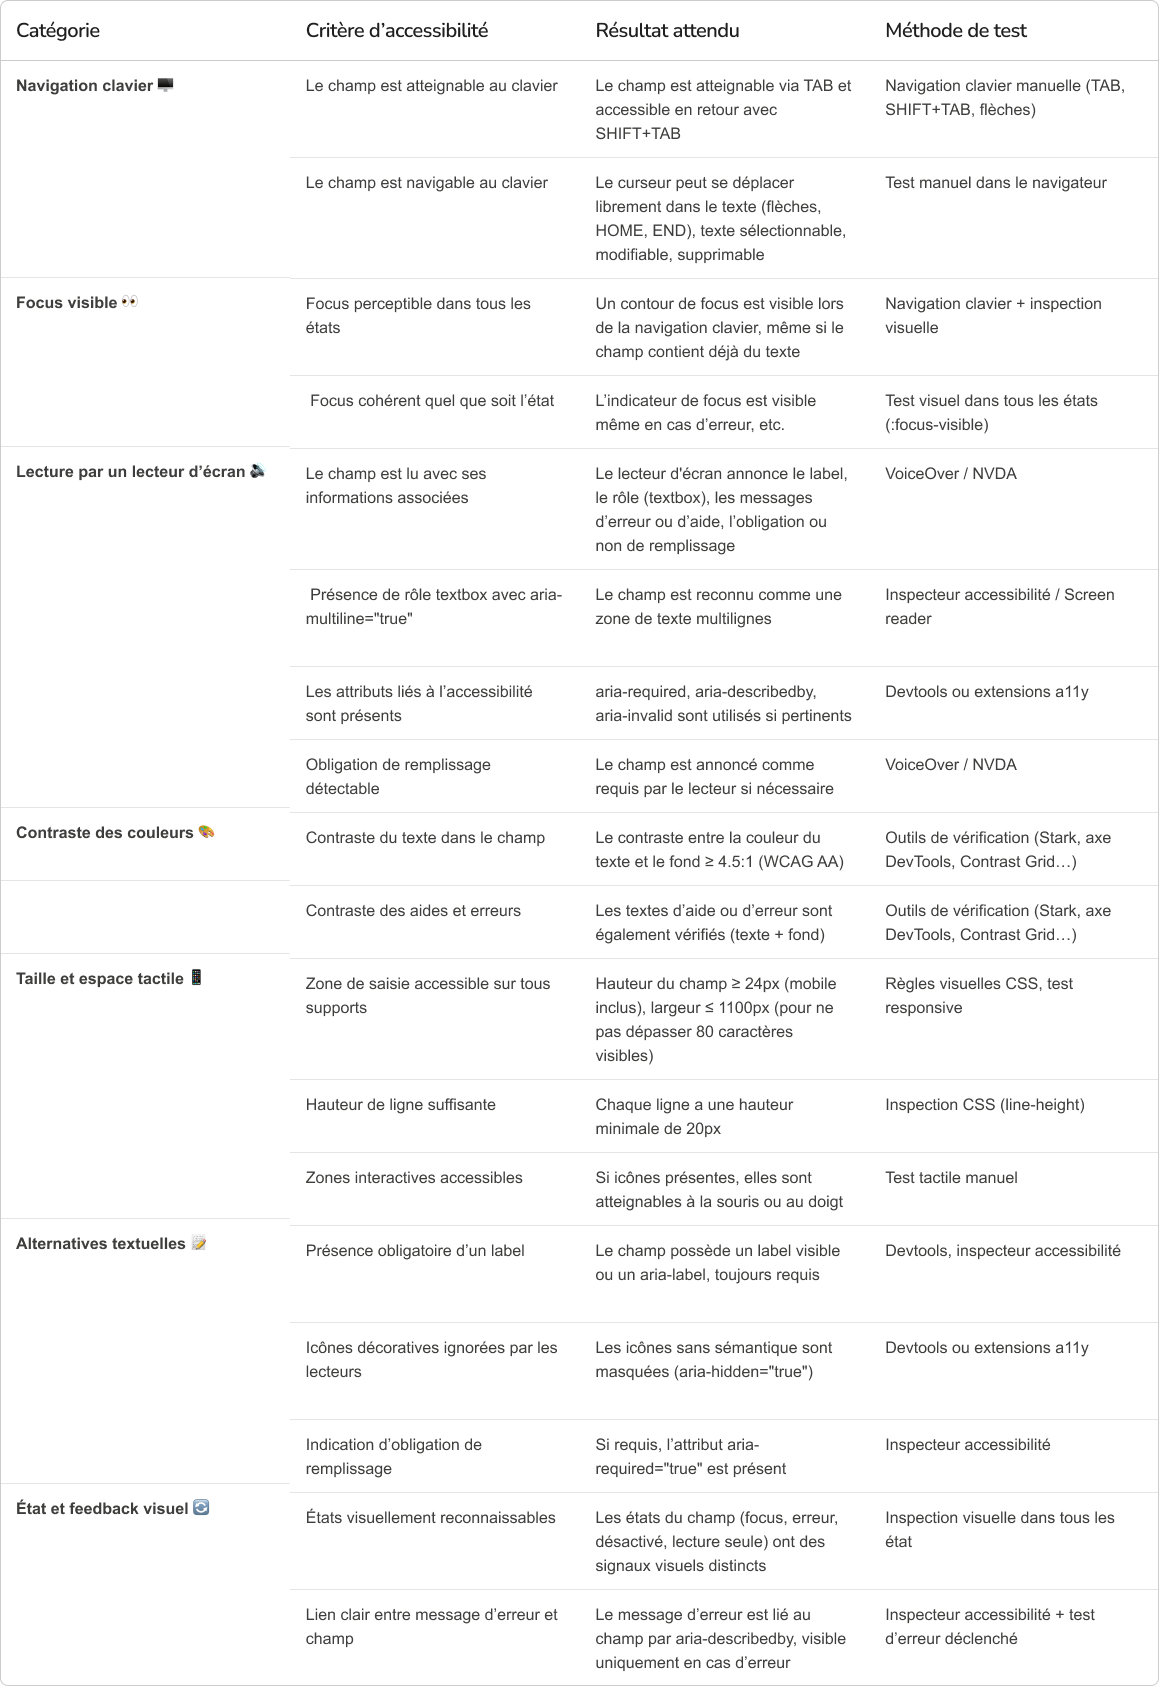 Catégorie
Critère d’accessibilité
Résultat attendu
Méthode de test
Navigation clavier 🖥️
Le champ est atteignable au clavier
Le champ est atteignable via TAB et
accessible en retour avec
SHIFT+TAB
Navigation clavier manuelle (TAB,
SHIFT+TAB, flèches)
Le champ est navigable au clavier
Le curseur peut se déplacer
librement dans le texte (flèches,
HOME, END), texte sélectionnable,
modifiable, supprimable
Test manuel dans le navigateur
Focus visible 👀
Focus perceptible dans tous les
états
Un contour de focus est visible lors
de la navigation clavier, même si le
champ contient déjà du texte
Navigation clavier + inspection
visuelle
Focus cohérent quel que soit l’état
L’indicateur de focus est visible
même en cas d’erreur, etc.
Test visuel dans tous les états
(:focus-visible)
Lecture par un lecteur d’écran 🔊
Le champ est lu avec ses
informations associées
Le lecteur d'écran annonce le label,
le rôle (textbox), les messages
d’erreur ou d’aide, l’obligation ou
non de remplissage
VoiceOver / NVDA
Présence de rôle textbox avec aria-
multiline="true"
Le champ est reconnu comme une
zone de texte multilignes
Inspecteur accessibilité / Screen
reader
Les attributs liés à l’accessibilité
sont présents
aria-required, aria-describedby,
aria-invalid sont utilisés si pertinents
Devtools ou extensions a11y
Obligation de remplissage
détectable
Le champ est annoncé comme
requis par le lecteur si nécessaire
VoiceOver / NVDA
Contraste des couleurs 🎨
Contraste du texte dans le champ
Le contraste entre la couleur du
texte et le fond ≥ 4.5:1 (WCAG AA)
Outils de vérification (Stark, axe
DevTools, Contrast Grid…)
Contraste des aides et erreurs
Les textes d’aide ou d’erreur sont
également vérifiés (texte + fond)
Outils de vérification (Stark, axe
DevTools, Contrast Grid…)
Taille et espace tactile 📱
Zone de saisie accessible sur tous
supports
Hauteur du champ ≥ 24px (mobile
inclus), largeur ≤ 1100px (pour ne
pas dépasser 80 caractères
visibles)
Règles visuelles CSS, test
responsive
Hauteur de ligne suffisante
Chaque ligne a une hauteur
minimale de 20px
Inspection CSS (line-height)
Zones interactives accessibles
Si icônes présentes, elles sont
atteignables à la souris ou au doigt
Test tactile manuel
Alternatives textuelles 📝
Présence obligatoire d’un label
Le champ possède un label visible
ou un aria-label, toujours requis
Devtools, inspecteur accessibilité
Icônes décoratives ignorées par les
lecteurs
Les icônes sans sémantique sont
masquées (aria-hidden="true")
Devtools ou extensions a11y
Indication d’obligation de
remplissage
Si requis, l’attribut aria-
required="true" est présent
Inspecteur accessibilité
État et feedback visuel 🔄
États visuellement reconnaissables
Les états du champ (focus, erreur,
désactivé, lecture seule) ont des
signaux visuels distincts
Inspection visuelle dans tous les
état
Lien clair entre message d’erreur et
champ
Le message d’erreur est lié au
champ par aria-describedby, visible
uniquement en cas d’erreur
Inspecteur accessibilité + test
d’erreur déclenché